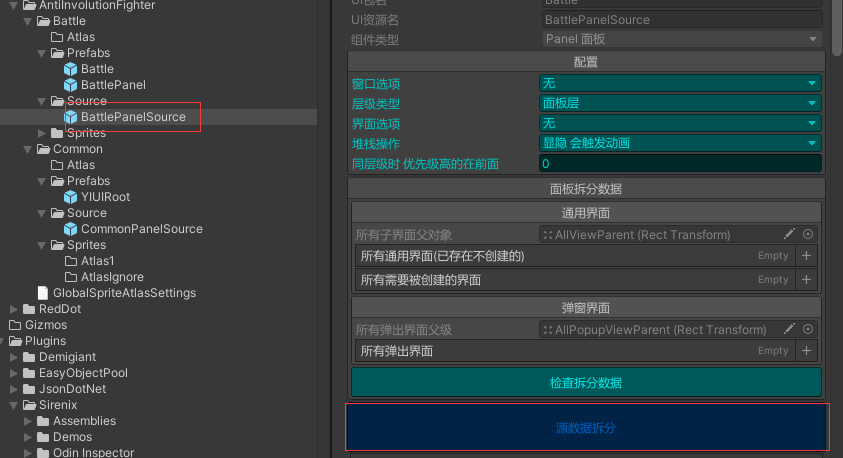 AntiInvolutionFighter
Battle
Atlas
Prefabs
Battle
BattlePanel
Source
BattlePanelSource
Sprites
Common
Atlas
Prefabs
YIUIRoot
Source
CommonPanelSource
Sprites
Atlas1
AtlasIgnore
GlobalSpriteAtlasSettings
RedDot
Gizmos
Plugins
Demigiant
EasyObjectPool
JsonDotNet
Sirenix
Assemblies
Demos
Odin Inspector
UI包名 Battle
UI资源名 BattlePanelSource
组件类型 Panel 面板
配置
窗口选项 无
层级类型 面板层
界面选项 无
堆栈操作 显隐 会触发动画
同层级时 优先级高的在前面 0
面板拆分数据
通用界面
所有子界面父对象 AllViewParent (Rect Transform)
所有通用界面(已存在不创建的) Empty
所有需要被创建的界面 Empty
弹窗界面
所有弹出界面父级 AllPopupViewParent (Rect Transform)
所有弹出界面 Empty
检查拆分数据
源数据拆分